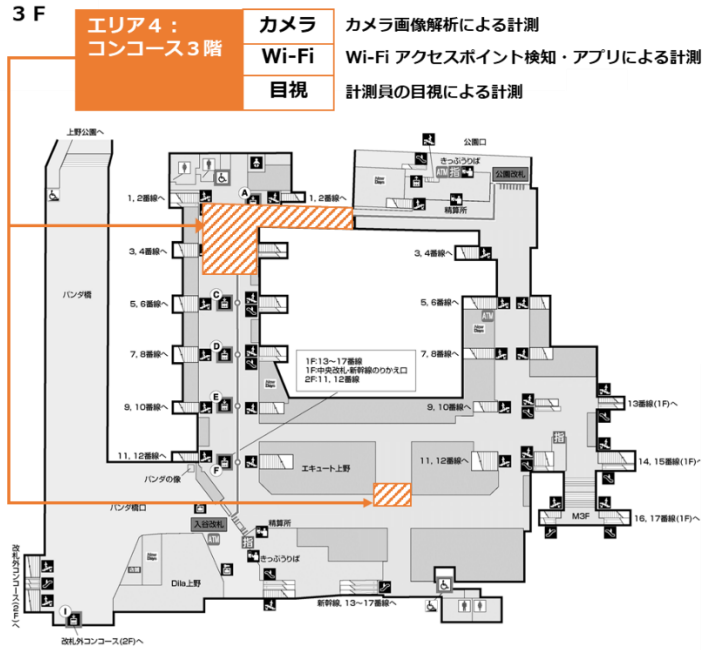 3 F
エリア4：
コンコース3階
カメラ
カメラ画像解析による計測
Wi-Fi
Wi-Fi アクセスポイント検知・アプリによる計測
目視
計測員の目視による計測
上野公園へ
公園口
きっぷうりば
ATM
指
公園改札
精算所
A
1, 2番線へ
1, 2番線へ
3, 4番線へ
3, 4番線へ
パンダ橋
C
5, 6番線へ
5, 6番線へ
ATM
D
7, 8番線へ
7, 8番線へ
1F:13～17番線
1F:中央改札・新幹線のりかえ口
2F:11, 12番線
E
9, 10番線へ
9, 10番線へ
13番線(1F)へ
指
11, 12番線へ
F
エキュート上野
11, 12番線へ
14, 15番線(1F)へ
パンダの像
パンダ橋口
M3F
16, 17番線(1F)へ
入谷改札
精算所
ATM
指
きっぷうりば
改札外コンコース(2F)へ
Dila上野
新幹線, 13～17番線へ
I
改札外コンコース(2F)へ